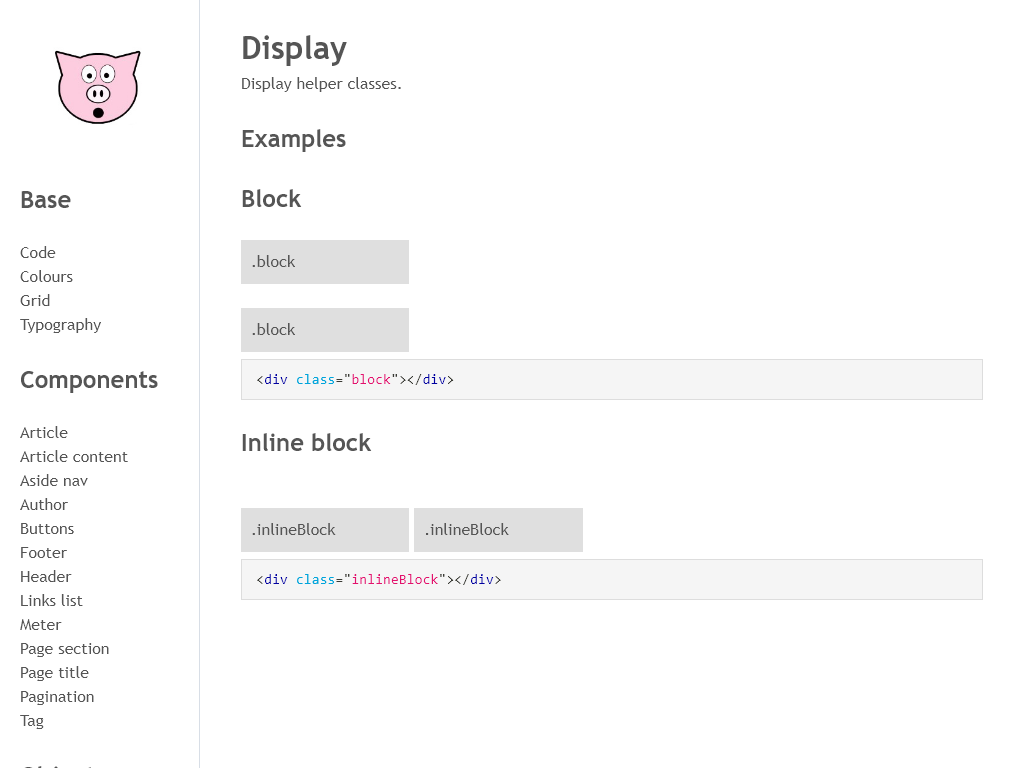 Base
Code
Colours
Grid
Typography
Components
Article
Article content
Aside nav
Author
Buttons
Footer
Header
Links list
Meter
Page section
Page title
Pagination
Tag
Display
Display helper classes.
Examples
Block
.block
.block
<div class="block"></div>
Inline block
.inlineBlock .inlineBlock
<div class="inlineBlock"></div>